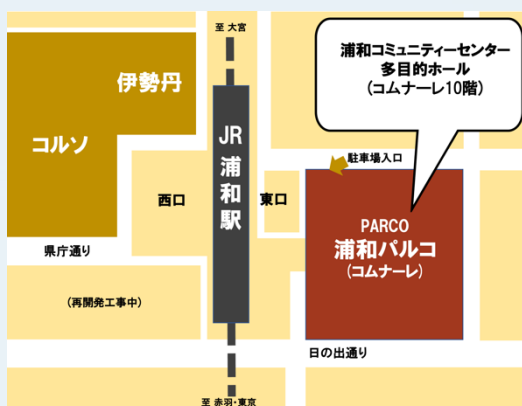 至 大宮
浦和コミュニティーセンター
多目的ホール
(コムナーレ10階)
伊勢丹
コルソ
JR
浦和駅
西口
東口
駐車場入口
PARCO
浦和パルコ
(コムナーレ)
県庁通り
(再開発工事中)
日の出通り
至 赤羽・東京